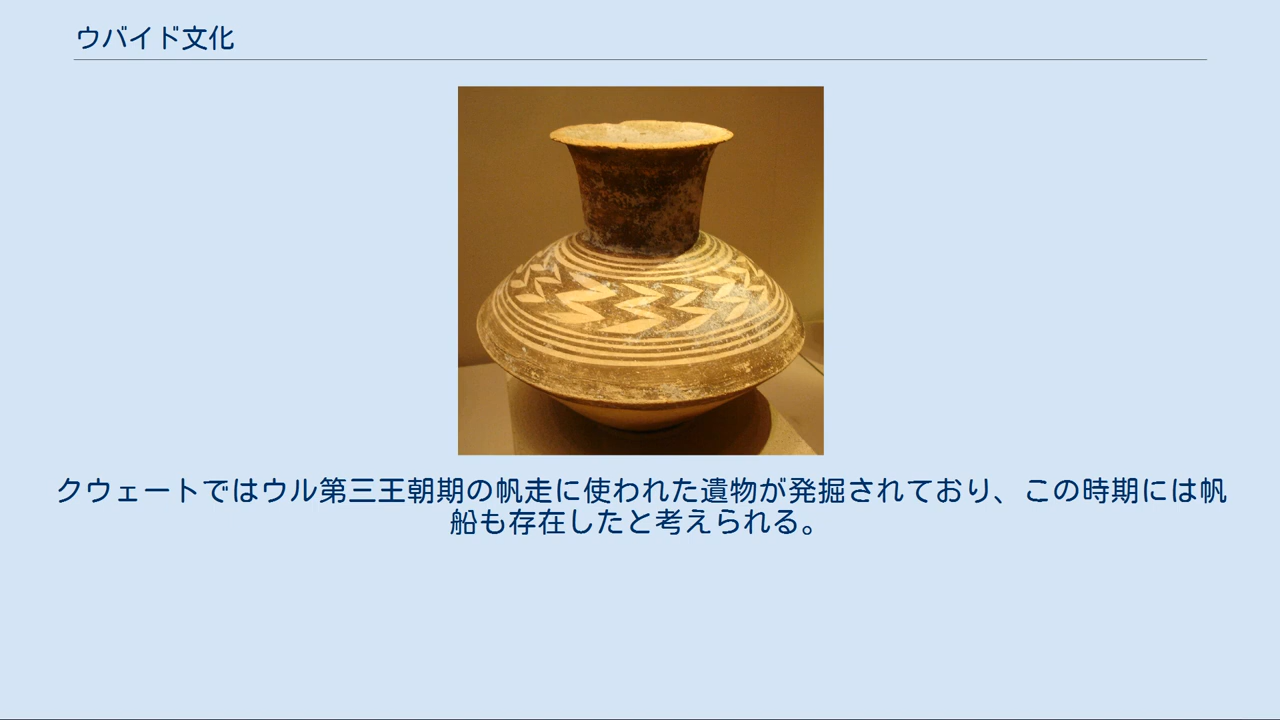 ウバイド文化
クウェートではウル第三王朝期の帆走に使われた遺物が発掘されており、この時期には帆
船も存在したと考えられる。